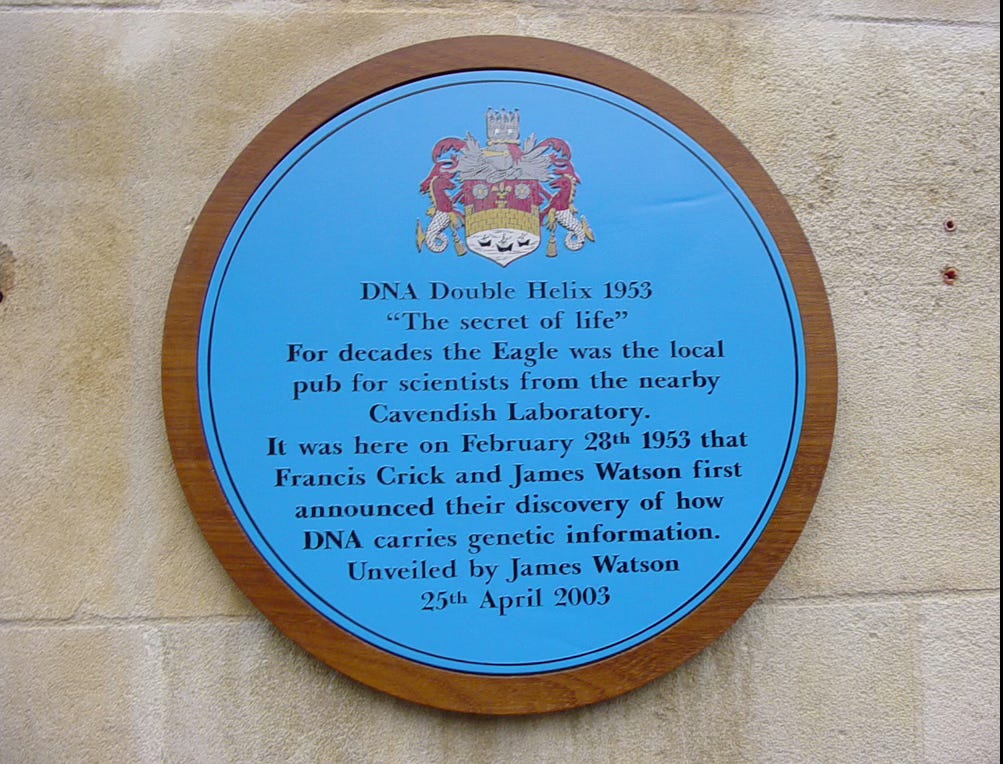 DNA Double Helix 1953
“The secret of life”
For decades the Eagle was the local
pub for scientists from the nearby
Cavendish Laboratory.
It was here on February 28th 1953 that
Francis Crick and James Watson first
announced their discovery of how
DNA carries genetic information.
Unveiled by James Watson
25th April 2003